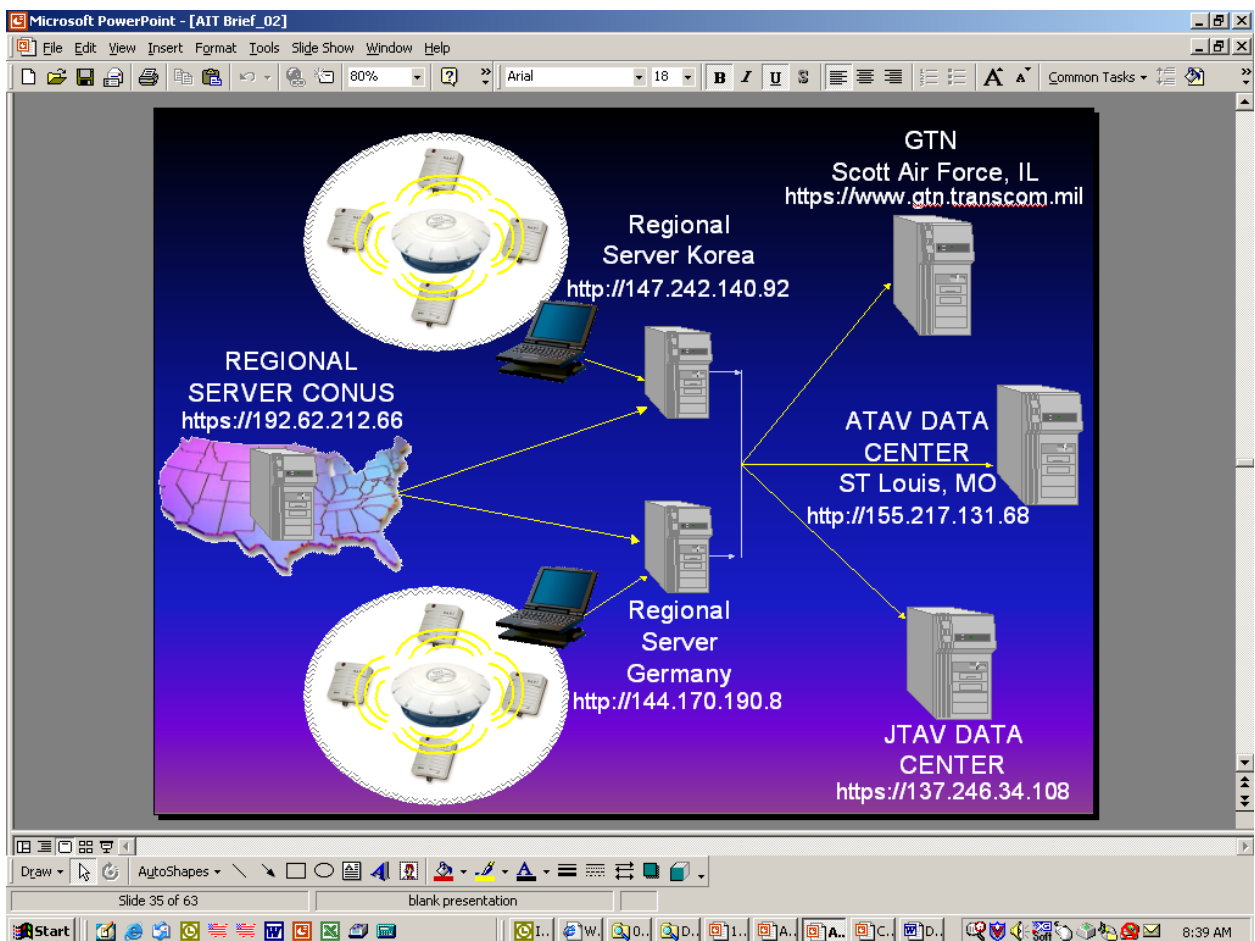 Microsoft PowerPoint - [AIT Brief_02]
File Edit View Insert Format Tools Slide Show Window Help
80% Arial 18 B I U S A A Common Tasks
GTN
Scott Air Force, IL
https://www.gtn.transcom.mil
Regional
Server Korea
http://147.242.140.92
REGIONAL
SERVER CONUS
https://192.62.212.66
ATAV DATA
CENTER
ST Louis, MO
http://155.217.131.68
Regional
Server
Germany
http://144.170.190.8
JTAV DATA
CENTER
https://137.246.34.108
Draw AutoShapes
Slide 35 of 63 blank presentation
Start I.. W.. 0.. D.. 1.. A.. A.. C.. D.. 8:39 AM